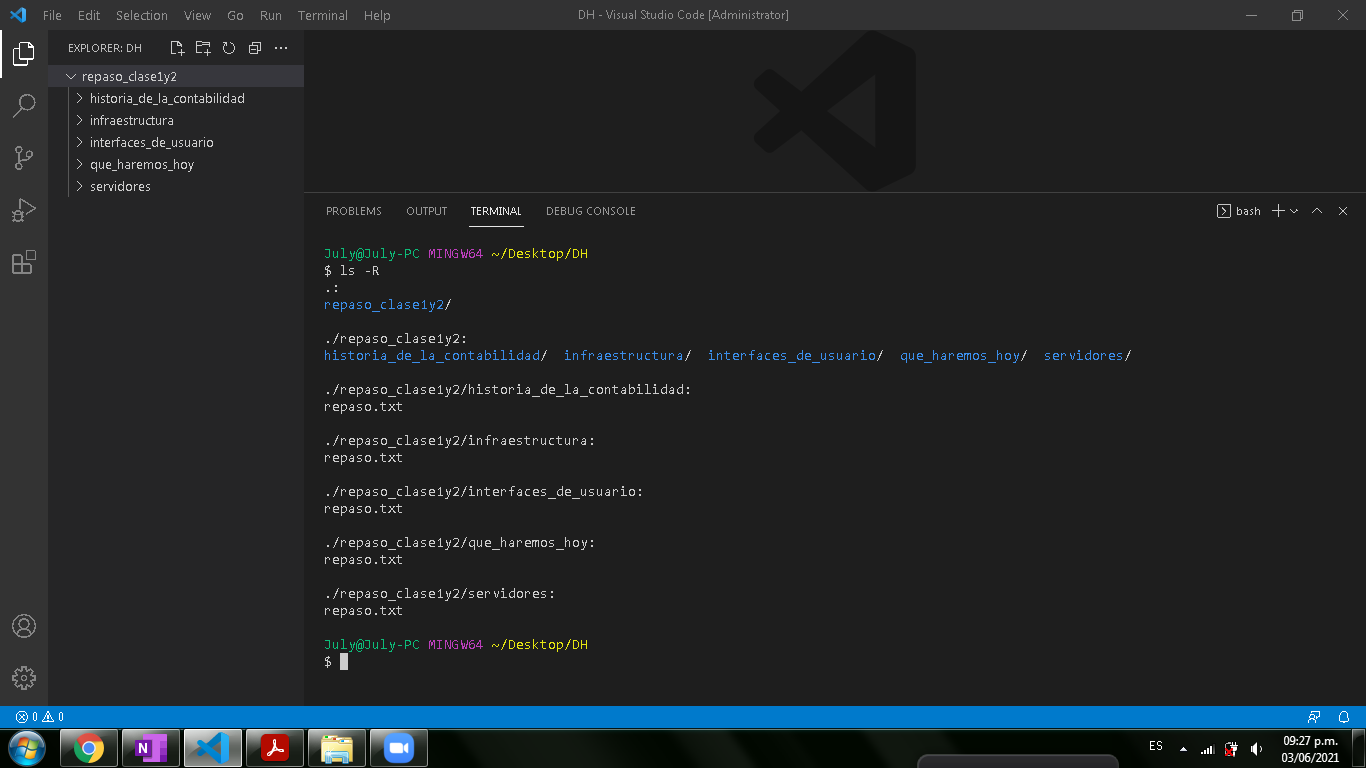 File Edit Selection View Go Run Terminal Help
DH - Visual Studio Code [Administrator]
EXPLORER: DH
repaso_clase1y2
historia_de_la_contabilidad
infraestructura
interfaces_de_usuario
que_haremos_hoy
servidores
PROBLEMS OUTPUT TERMINAL DEBUG CONSOLE
bash
July@July-PC MINGW64 ~/Desktop/DH
$ ls -R
.:
repaso_clase1y2/
./repaso_clase1y2:
historia_de_la_contabilidad/ infraestructura/ interfaces_de_usuario/ que_haremos_hoy/ servidores/
./repaso_clase1y2/historia_de_la_contabilidad:
repaso.txt
./repaso_clase1y2/infraestructura:
repaso.txt
./repaso_clase1y2/interfaces_de_usuario:
repaso.txt
./repaso_clase1y2/que_haremos_hoy:
repaso.txt
./repaso_clase1y2/servidores:
repaso.txt
July@July-PC MINGW64 ~/Desktop/DH
$
0 0
N
ES
09:27 p.m.
03/06/2021